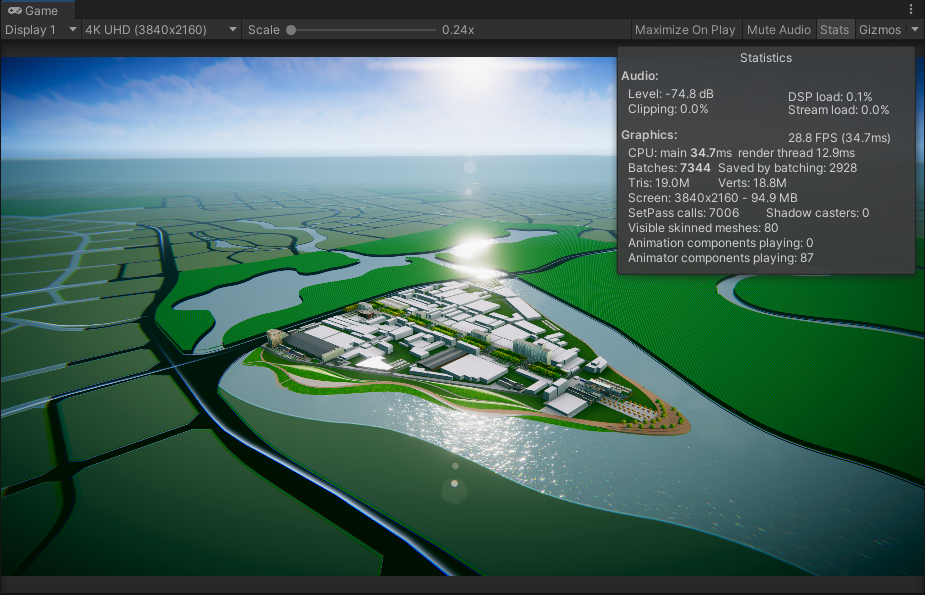 Game
Display 1 4K UHD (3840x2160) Scale 0.24x Maximize On Play Mute Audio Stats Gizmos
Statistics
Audio:
Level: -74.8 dB DSP load: 0.1%
Clipping: 0.0% Stream load: 0.0%
Graphics: 28.8 FPS (34.7ms)
CPU: main 34.7ms render thread 12.9ms
Batches: 7344 Saved by batching: 2928
Tris: 19.0M Verts: 18.8M
Screen: 3840x2160 - 94.9 MB
SetPass calls: 7006 Shadow casters: 0
Visible skinned meshes: 80
Animation components playing: 0
Animator components playing: 87